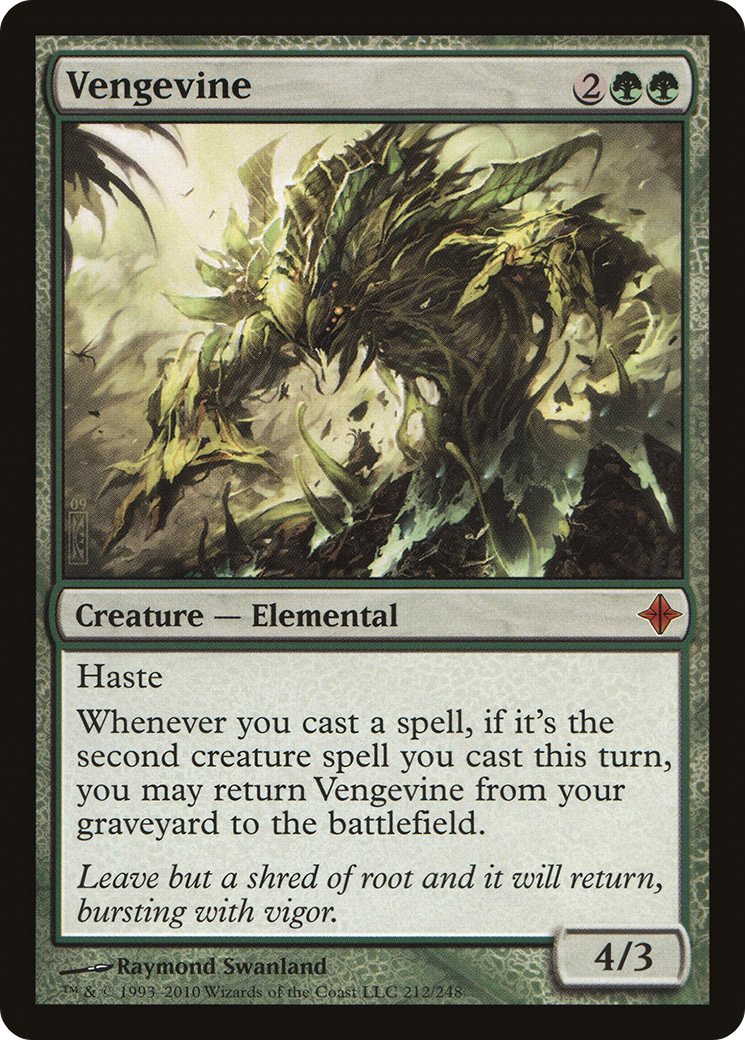 Vengevine 2
09
Creature — Elemental
Haste
Whenever you cast a spell, if it's the
second creature spell you cast this turn,
you may return Vengevine from your
graveyard to the battlefield.
Leave but a shred of root and it will return,
bursting with vigor.
4/3
Raymond Swanland
™ & © 1993–2010 Wizards of the Coast LLC 212/248